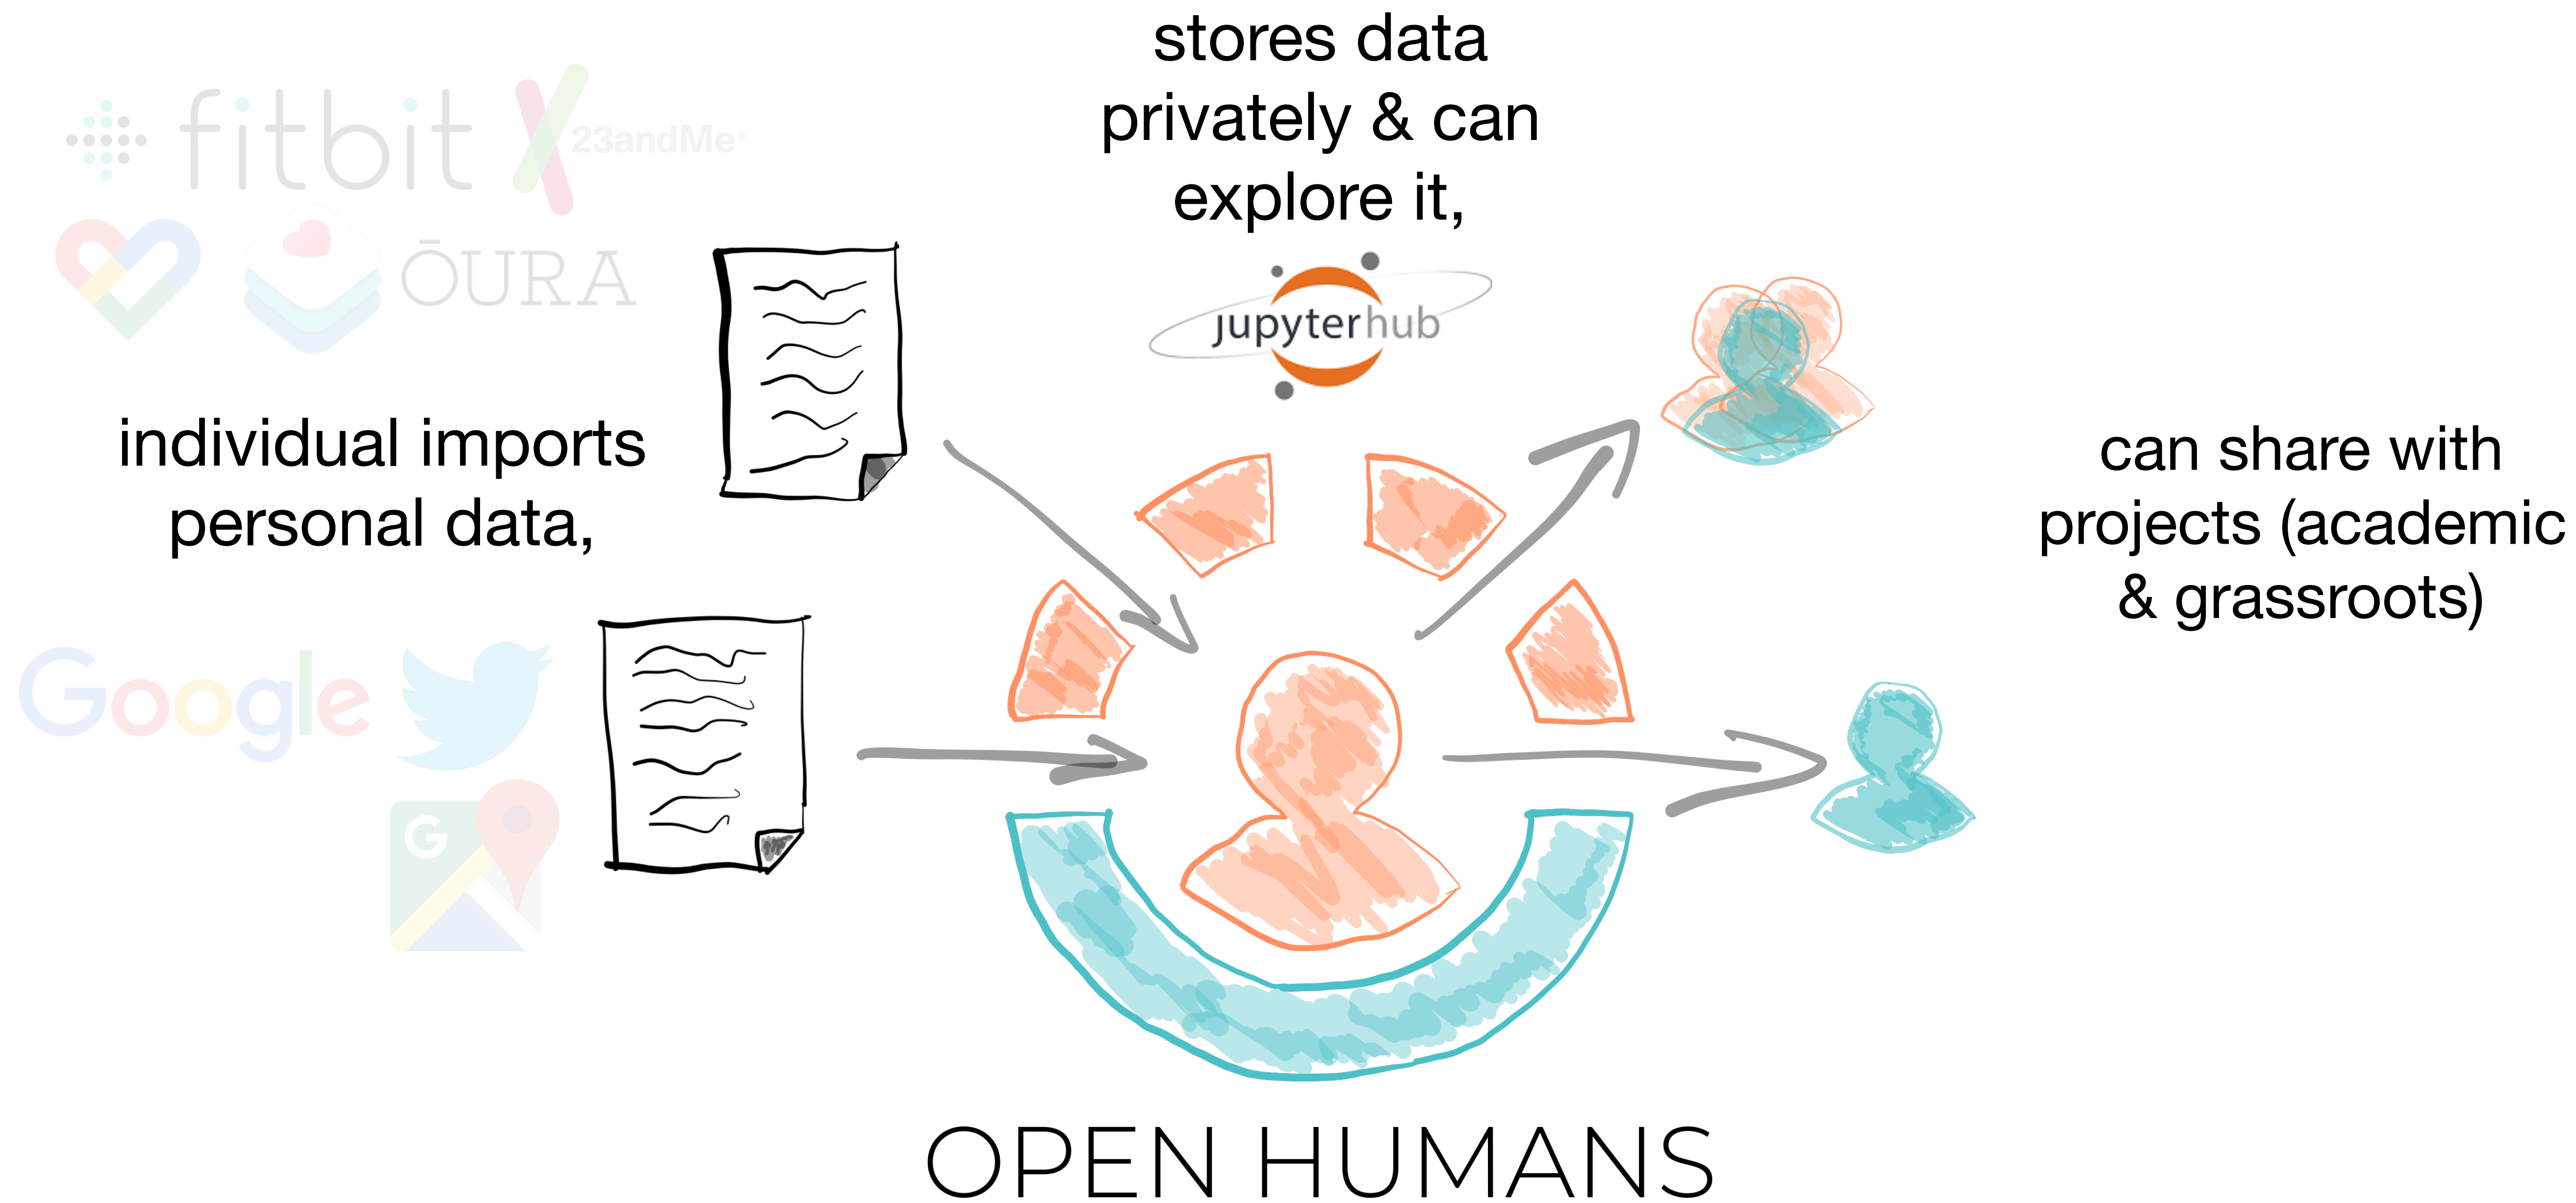 stores data
privately & can
explore it,
fitbit
23andMe
ŌURA
jupyterhub
individual imports
personal data,
can share with
projects (academic
& grassroots)
Google
G
OPEN HUMANS